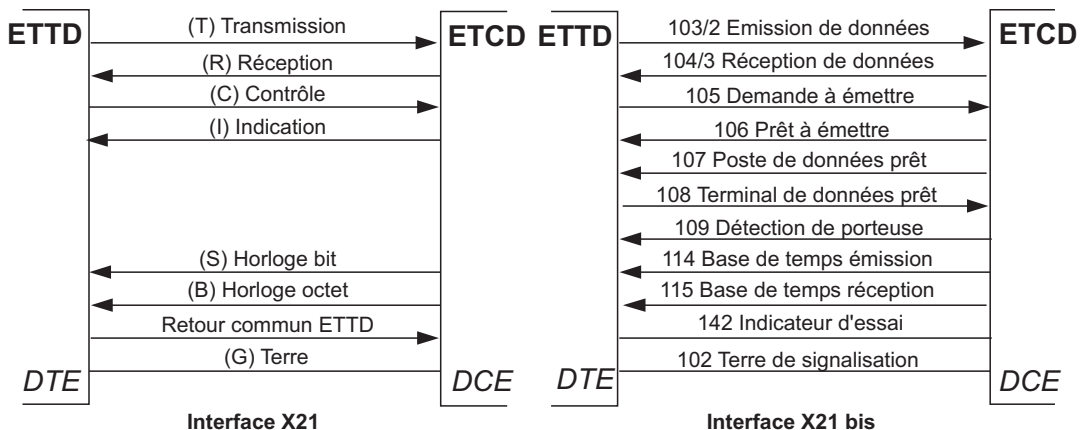 ETTD
(T) Transmission
ETCD
(R) Réception
(C) Contrôle
(I) Indication
(S) Horloge bit
(B) Horloge octet
Retour commun ETTD
(G) Terre
DTE
DCE
Interface X21
ETTD
103/2 Emission de données
ETCD
104/3 Réception de données
105 Demande à émettre
106 Prêt à émettre
107 Poste de données prêt
108 Terminal de données prêt
109 Détection de porteuse
114 Base de temps émission
115 Base de temps réception
142 Indicateur d'essai
102 Terre de signalisation
DTE
DCE
Interface X21 bis